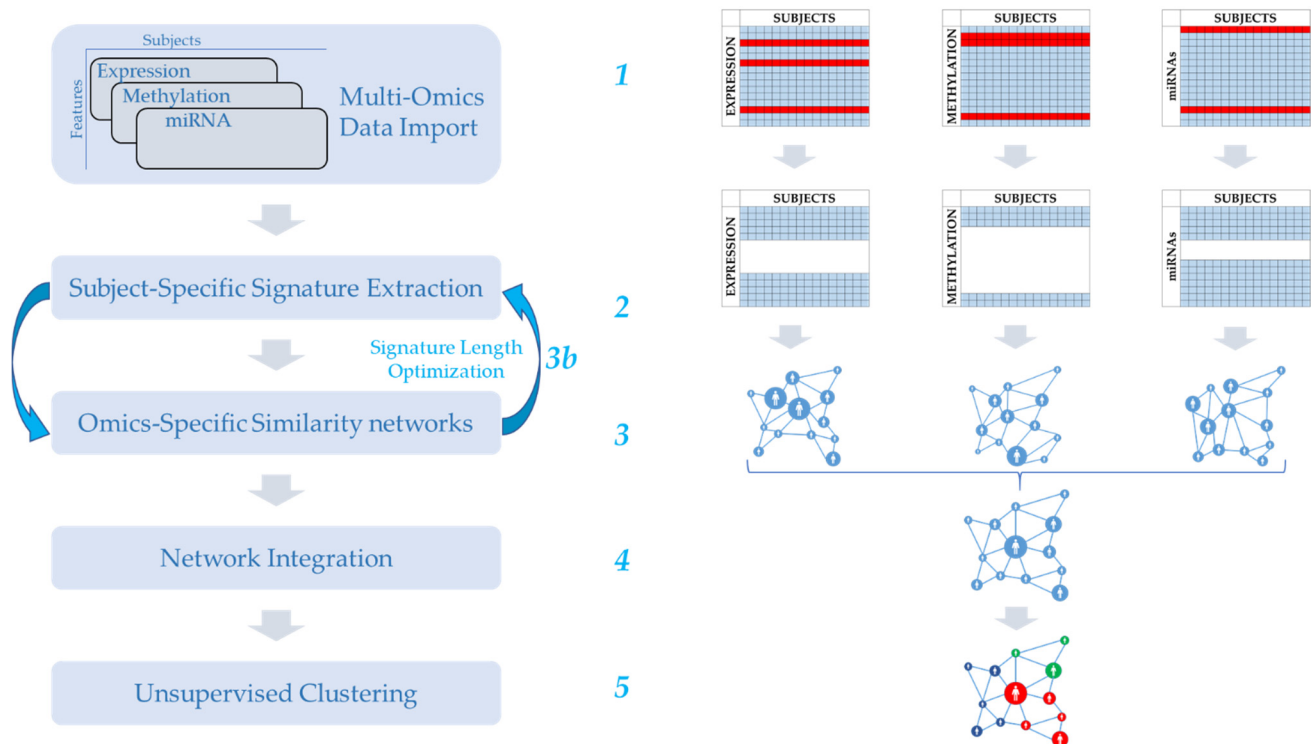 Subjects
Features
Expression
Methylation
miRNA
Multi-Omics
Data Import
1
Subject-Specific Signature Extraction
2
Signature Length
Optimization
3b
Omics-Specific Similarity networks
3
Network Integration
4
Unsupervised Clustering
5
SUBJECTS
EXPRESSION
SUBJECTS
METHYLATION
SUBJECTS
miRNAs
SUBJECTS
EXPRESSION
SUBJECTS
METHYLATION
SUBJECTS
miRNAs